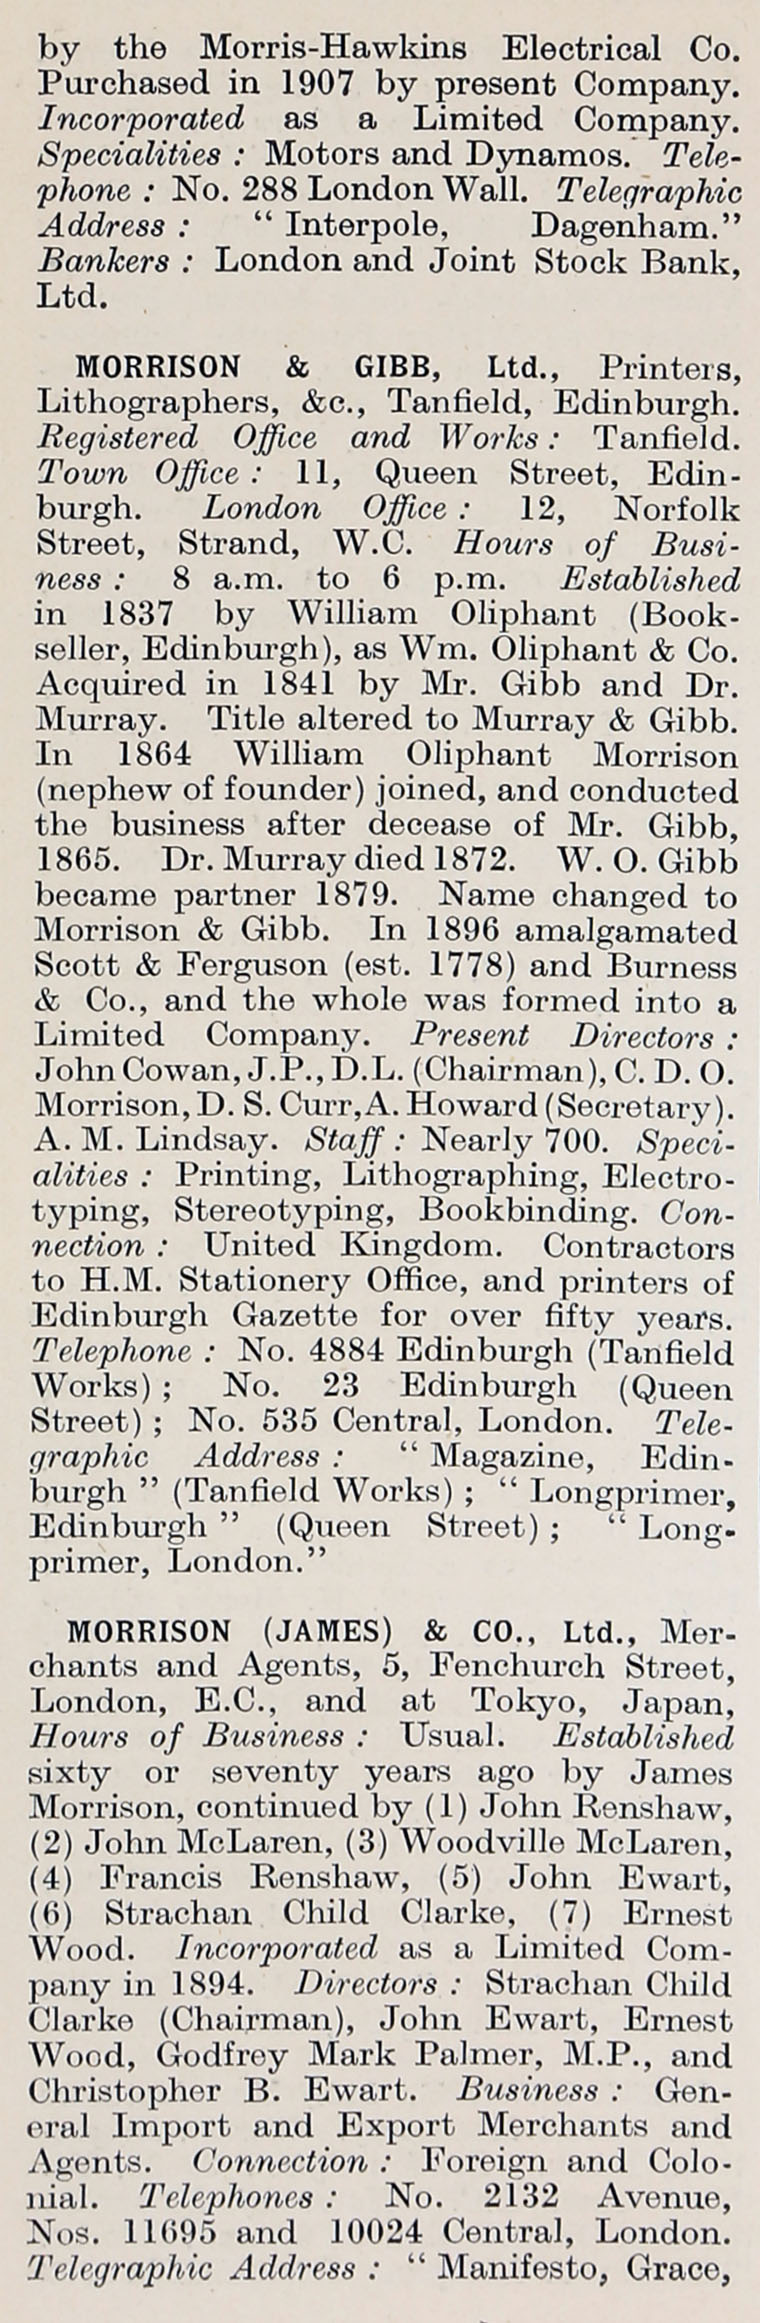 by the Morris-Hawkins Electrical Co.
Purchased in 1907 by present Company.
Incorporated as a Limited Company.
Specialities : Motors and Dynamos. Tele-
phone : No. 288 London Wall. Telegraphic
Address : “ Interpole, Dagenham.”
Bankers : London and Joint Stock Bank,
Ltd.
MORRISON & GIBB, Ltd., Printers,
Lithographers, &c., Tanfield, Edinburgh.
Registered Office and Works : Tanfield.
Town Office : 11, Queen Street, Edin-
burgh. London Office : 12, Norfolk
Street, Strand, W.C. Hours of Busi-
ness : 8 a.m. to 6 p.m. Established
in 1837 by William Oliphant (Book-
seller, Edinburgh), as Wm. Oliphant & Co.
Acquired in 1841 by Mr. Gibb and Dr.
Murray. Title altered to Murray & Gibb.
In 1864 William Oliphant Morrison
(nephew of founder) joined, and conducted
the business after decease of Mr. Gibb,
1865. Dr. Murray died 1872. W. O. Gibb
became partner 1879. Name changed to
Morrison & Gibb. In 1896 amalgamated
Scott & Ferguson (est. 1778) and Burness
& Co., and the whole was formed into a
Limited Company. Present Directors :
John Cowan, J.P., D.L. (Chairman), C. D. O.
Morrison, D. S. Curr, A. Howard (Secretary).
A. M. Lindsay. Staff : Nearly 700. Speci-
alities : Printing, Lithographing, Electro-
typing, Stereotyping, Bookbinding. Con-
nection : United Kingdom. Contractors
to H.M. Stationery Office, and printers of
Edinburgh Gazette for over fifty years.
Telephone : No. 4884 Edinburgh (Tanfield
Works) ; No. 23 Edinburgh (Queen
Street) ; No. 535 Central, London. Tele-
graphic Address : “ Magazine, Edin-
burgh ” (Tanfield Works) ; “ Longprimer,
Edinburgh ” (Queen Street) ; “ Long-
primer, London.”
MORRISON (JAMES) & CO., Ltd., Mer-
chants and Agents, 5, Fenchurch Street,
London, E.C., and at Tokyo, Japan,
Hours of Business : Usual. Established
sixty or seventy years ago by James
Morrison, continued by (1) John Renshaw,
(2) John McLaren, (3) Woodville McLaren,
(4) Francis Renshaw, (5) John Ewart,
(6) Strachan Child Clarke, (7) Ernest
Wood. Incorporated as a Limited Com-
pany in 1894. Directors : Strachan Child
Clarke (Chairman), John Ewart, Ernest
Wood, Godfrey Mark Palmer, M.P., and
Christopher B. Ewart. Business : Gen-
eral Import and Export Merchants and
Agents. Connection : Foreign and Colo-
nial. Telephones : No. 2132 Avenue,
Nos. 11695 and 10024 Central, London.
Telegraphic Address : “ Manifesto, Grace,